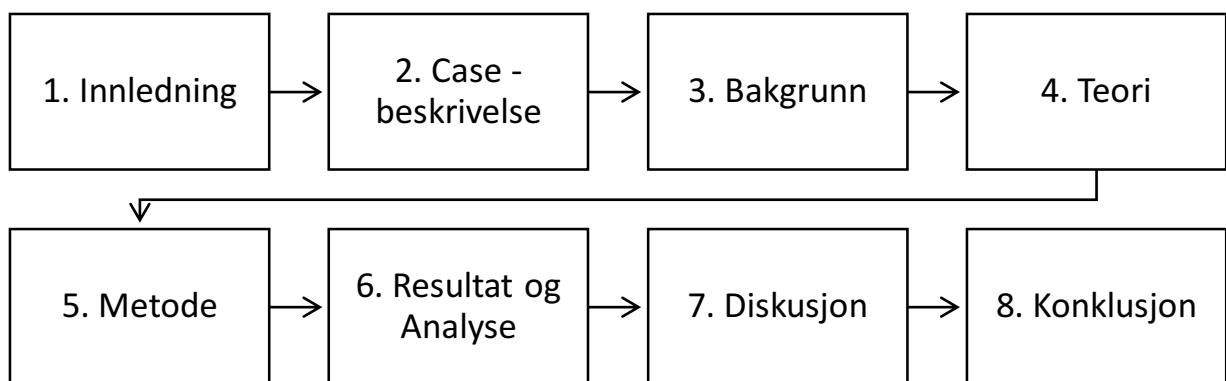 1. Innledning
2. Case -
beskrivelse
3. Bakgrunn
4. Teori
5. Metode
6. Resultat og
Analyse
7. Diskusjon
8. Konklusjon